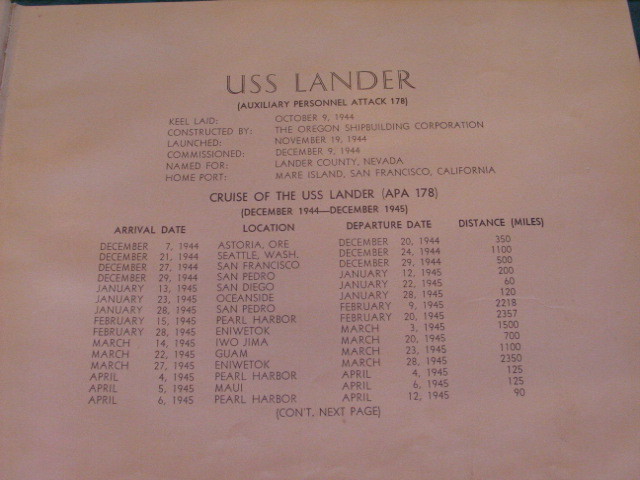 USS LANDER
(AUXILIARY PERSONNEL ATTACK 178)
KEEL LAID: OCTOBER 9, 1944
CONSTRUCTED BY: THE OREGON SHIPBUILDING CORPORATION
LAUNCHED: NOVEMBER 19, 1944
COMMISSIONED: DECEMBER 9, 1944
NAMED FOR: LANDER COUNTY, NEVADA
HOME PORT: MARE ISLAND, SAN FRANCISCO, CALIFORNIA
CRUISE OF THE USS LANDER (APA 178)
(DECEMBER 1944—DECEMBER 1945)
ARRIVAL DATE LOCATION DEPARTURE DATE DISTANCE (MILES)
DECEMBER 7, 1944 ASTORIA, ORE DECEMBER 20, 1944 350
DECEMBER 21, 1944 SEATTLE, WASH. DECEMBER 24, 1944 1100
DECEMBER 27, 1944 SAN FRANCISCO DECEMBER 29, 1944 500
DECEMBER 29, 1944 SAN PEDRO JANUARY 12, 1945 200
JANUARY 13, 1945 SAN DIEGO JANUARY 22, 1945 60
JANUARY 23, 1945 OCEANSIDE JANUARY 28, 1945 120
JANUARY 28, 1945 SAN PEDRO FEBRUARY 9, 1945 2218
FEBRUARY 15, 1945 PEARL HARBOR FEBRUARY 20, 1945 2357
FEBRUARY 28, 1945 ENIWETOK MARCH 3, 1945 1500
MARCH 14, 1945 IWO JIMA MARCH 20, 1945 700
MARCH 22, 1945 GUAM MARCH 23, 1945 1100
MARCH 27, 1945 ENIWETOK MARCH 28, 1945 2350
APRIL 4, 1945 PEARL HARBOR APRIL 4, 1945 125
APRIL 5, 1945 MAUI APRIL 6, 1945 125
APRIL 6, 1945 PEARL HARBOR APRIL 12, 1945 90
(CON'T, NEXT PAGE)